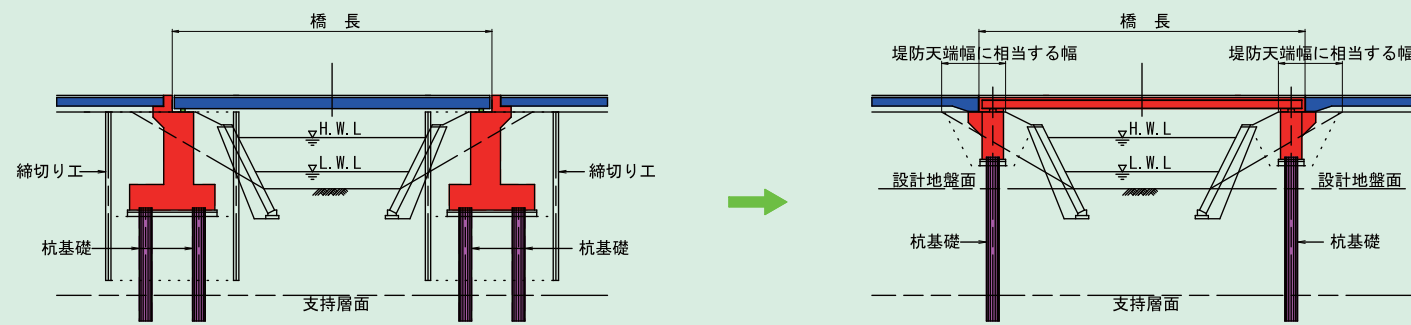 橋 長
H.W.L
L.W.L
締切り工
締切り工
杭基礎
杭基礎
支持層面
橋 長
堤防天端幅に相当する幅
堤防天端幅に相当する幅
H.W.L
L.W.L
設計地盤面
設計地盤面
杭基礎
杭基礎
支持層面